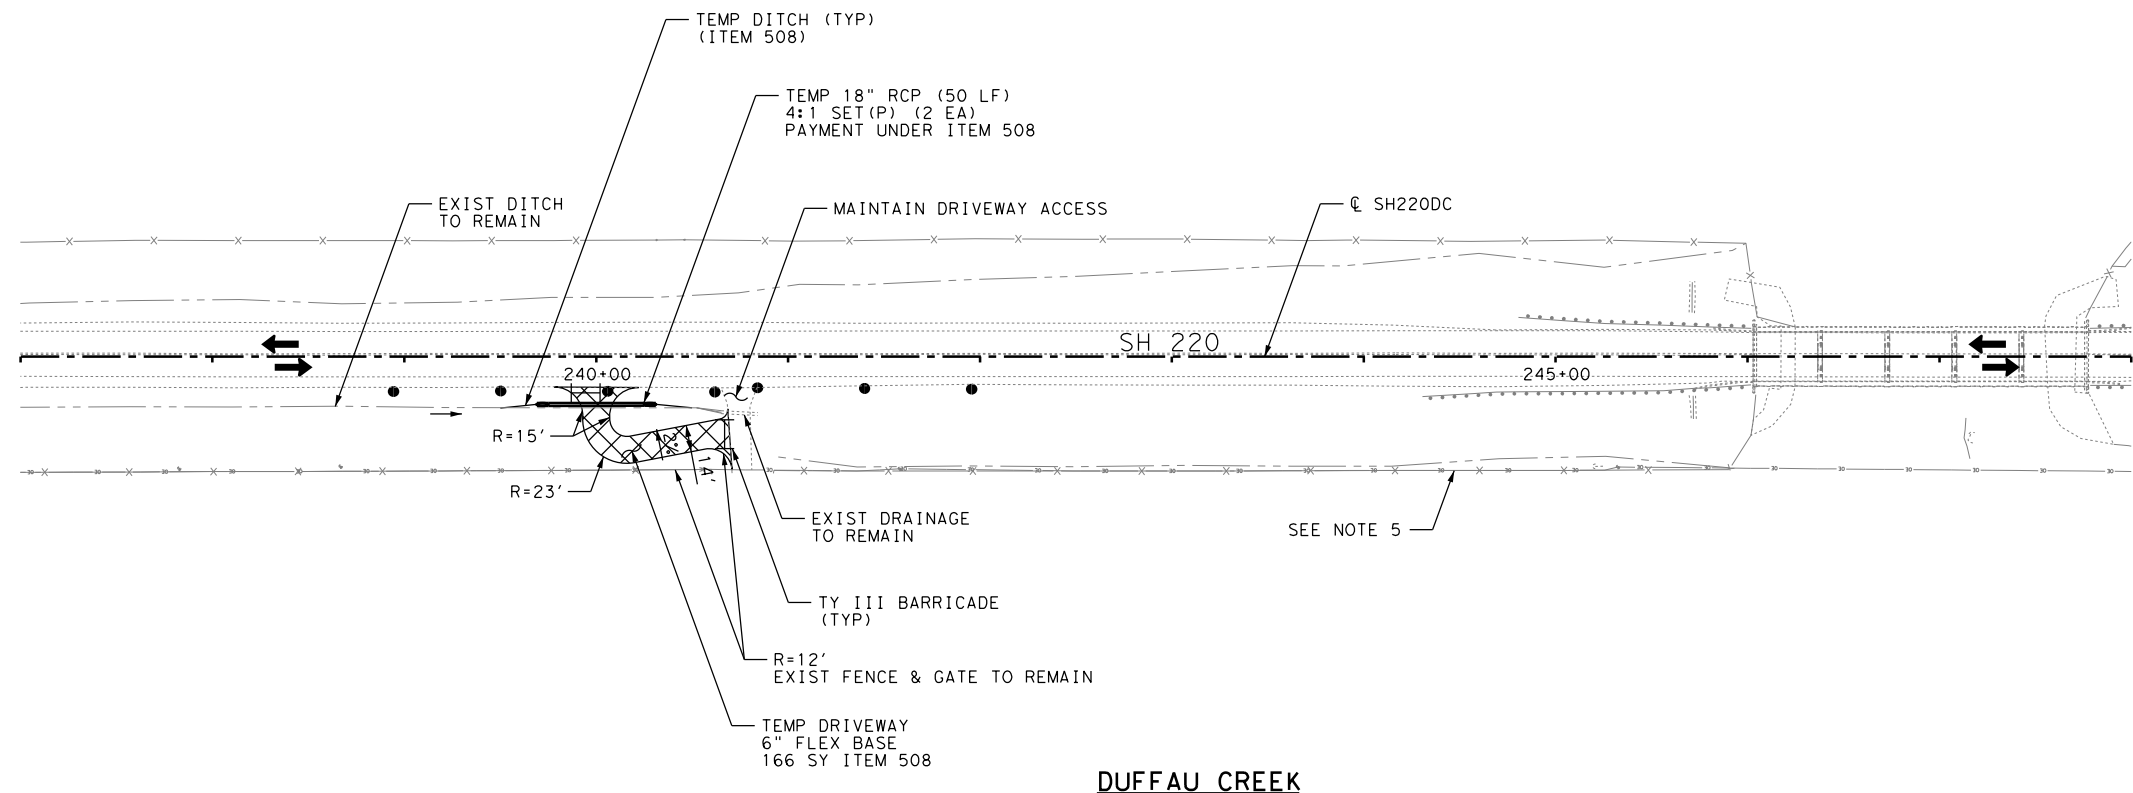 TEMP DITCH (TYP)
(ITEM 508)
TEMP 18" RCP (50 LF)
4:1 SET(P) (2 EA)
PAYMENT UNDER ITEM 508
EXIST DITCH
TO REMAIN
MAINTAIN DRIVEWAY ACCESS
℄ SH220DC
SH 220
240+00
245+00
R=15'
14'
R=23'
EXIST DRAINAGE
TO REMAIN
SEE NOTE 5
TY III BARRICADE
(TYP)
R=12'
EXIST FENCE & GATE TO REMAIN
TEMP DRIVEWAY
6" FLEX BASE
166 SY ITEM 508
DUFFAU CREEK